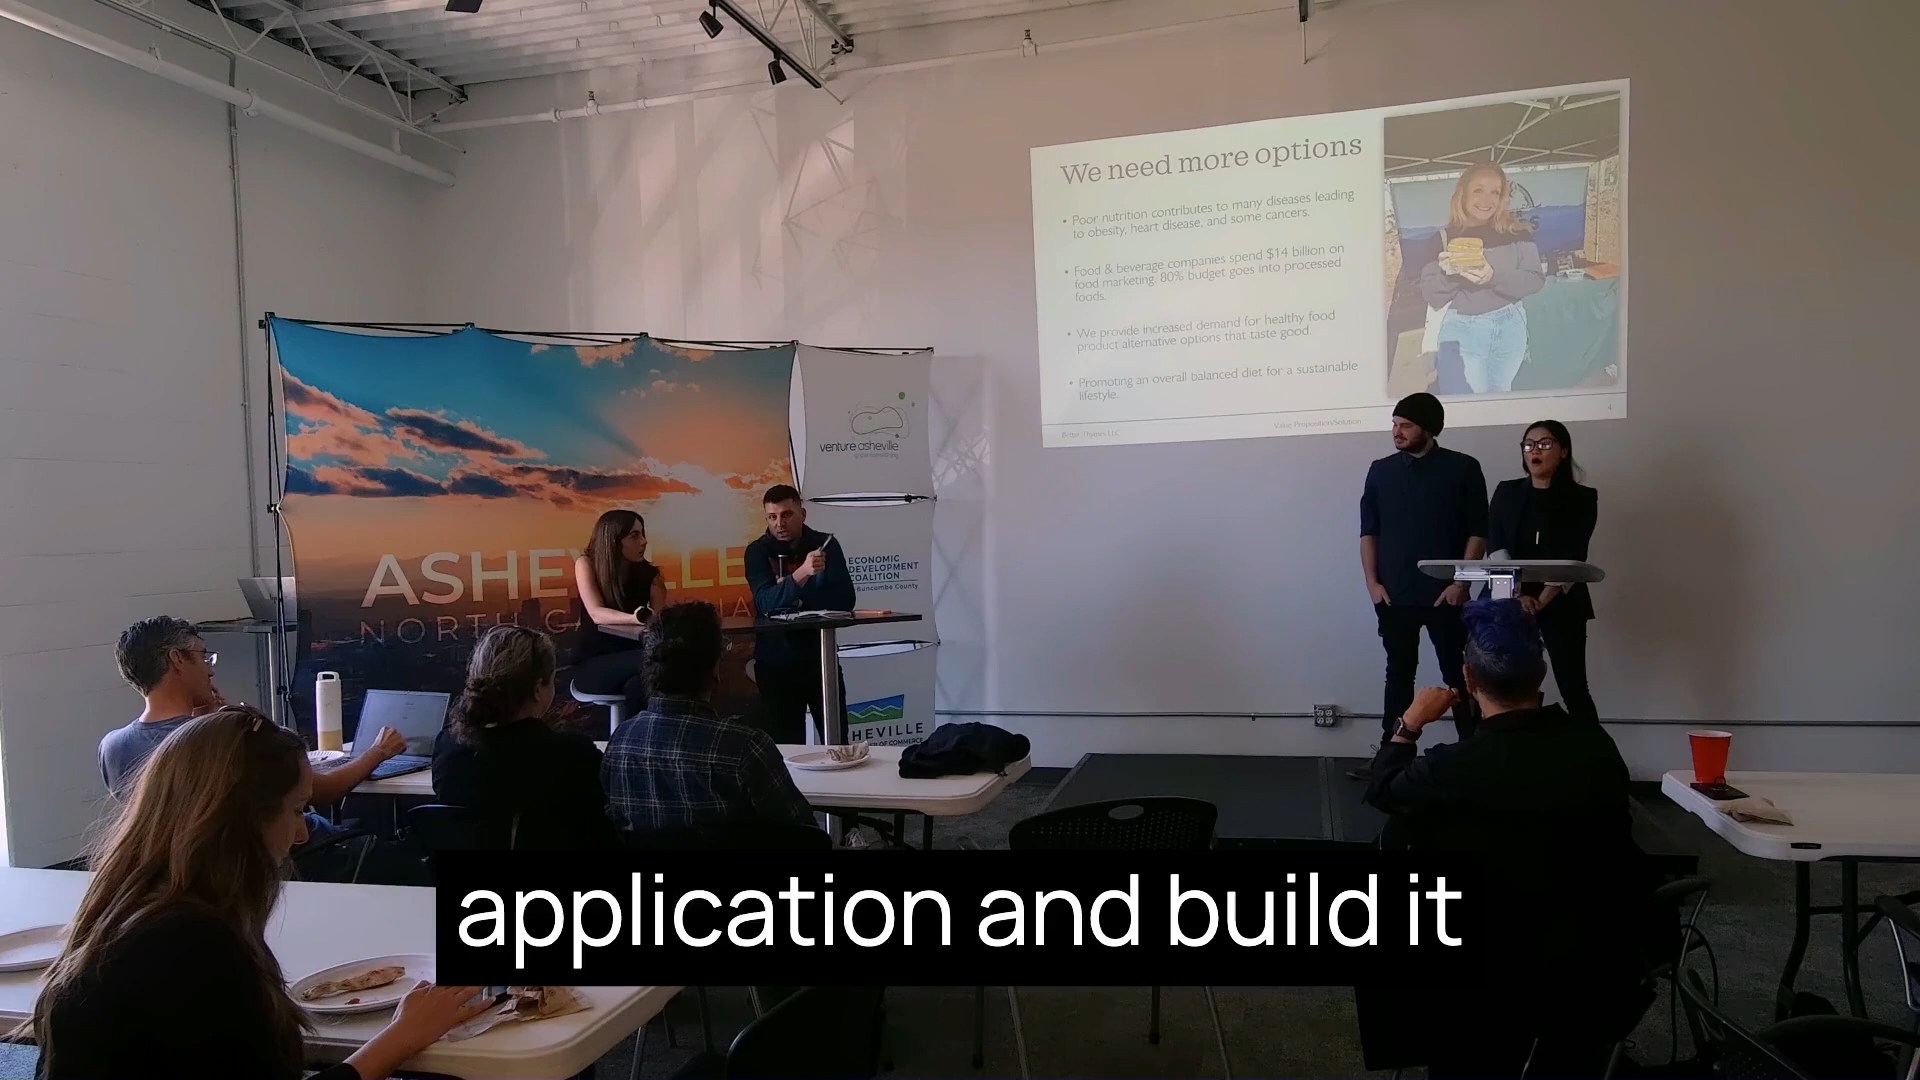 We need more options
• Poor nutrition contributes to many diseases leading
to obesity, heart disease, and some cancers.
• Food & beverage companies spend $14 billion on
food marketing. 80% budget goes into processed
foods.
• We provide increased demand for healthy food
product alternative options that taste good
• Promoting an overall balanced diet for a sustainable
lifestyle.
Value Proposition/Solution
venture asheville
ECONOMIC
DEVELOPMENT
COALITION
Buncombe County
ASHEVILLE
NORTH CA
HEVILLE
OF COMMERCE
application and build it